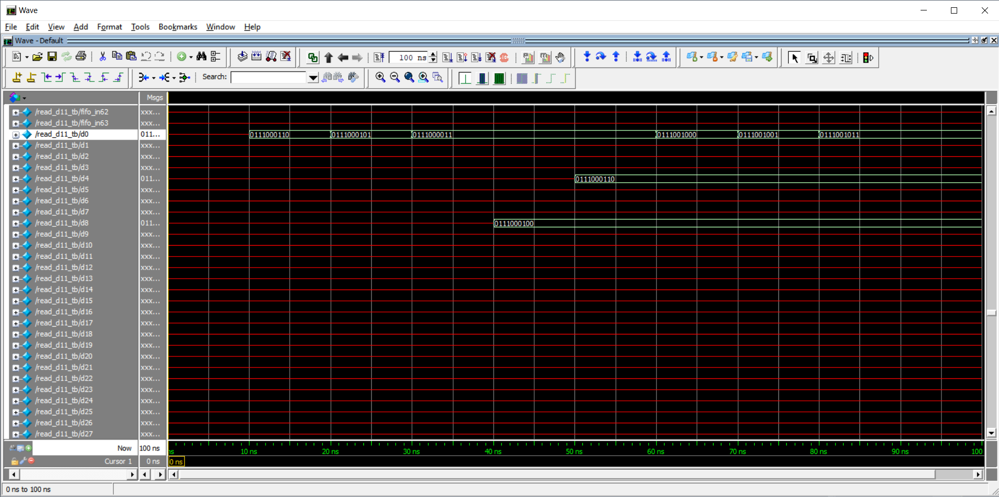 Wave
File Edit View Add Format Tools Bookmarks Window Help
Wave - Default
100 ns
Search:
Msgs
/read_d11_tb/fifo_in62 xxx...
/read_d11_tb/fifo_in63 xxx...
/read_d11_tb/d0 011... 0111000110 0111000101 0111000011 0111001000 0111001001 0111001011
/read_d11_tb/d1 xxx...
/read_d11_tb/d2 xxx...
/read_d11_tb/d3 xxx...
/read_d11_tb/d4 011... 0111000110
/read_d11_tb/d5 xxx...
/read_d11_tb/d6 xxx...
/read_d11_tb/d7 xxx...
/read_d11_tb/d8 011... 0111000100
/read_d11_tb/d9 xxx...
/read_d11_tb/d10 xxx...
/read_d11_tb/d11 xxx...
/read_d11_tb/d12 xxx...
/read_d11_tb/d13 xxx...
/read_d11_tb/d14 xxx...
/read_d11_tb/d15 xxx...
/read_d11_tb/d16 xxx...
/read_d11_tb/d17 xxx...
/read_d11_tb/d18 xxx...
/read_d11_tb/d19 xxx...
/read_d11_tb/d20 xxx...
/read_d11_tb/d21 xxx...
/read_d11_tb/d22 xxx...
/read_d11_tb/d23 xxx...
/read_d11_tb/d24 xxx...
/read_d11_tb/d25 xxx...
/read_d11_tb/d26 xxx...
/read_d11_tb/d27 xxx...
Now 100 ns ns 10 ns 20 ns 30 ns 40 ns 50 ns 60 ns 70 ns 80 ns 90 ns 100
Cursor 1 0 ns 0 ns
0 ns to 100 ns